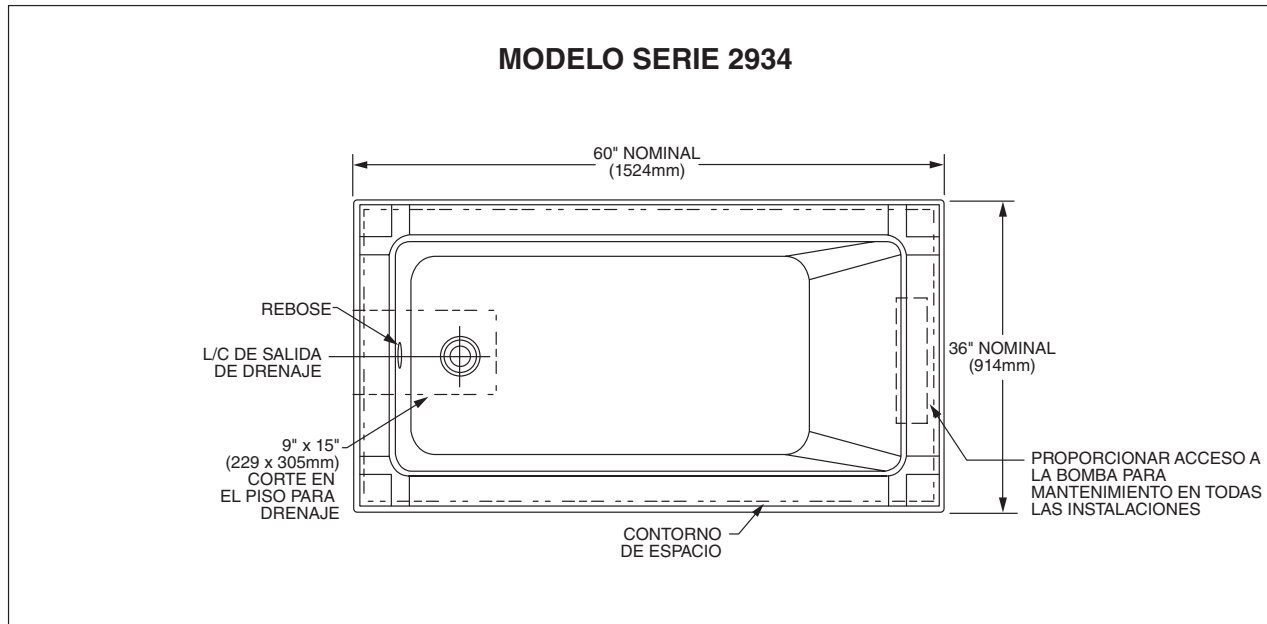 MODELO SERIE 2934
60" NOMINAL
(1524mm)
REBOSE
L/C DE SALIDA
DE DRENAJE
36" NOMINAL
(914mm)
9" x 15"
(229 x 305mm)
CORTE EN
EL PISO PARA
DRENAJE
PROPORCIONAR ACCESO A
LA BOMBA PARA
MANTENIMIENTO EN TODAS
LAS INSTALACIONES
CONTORNO
DE ESPACIO